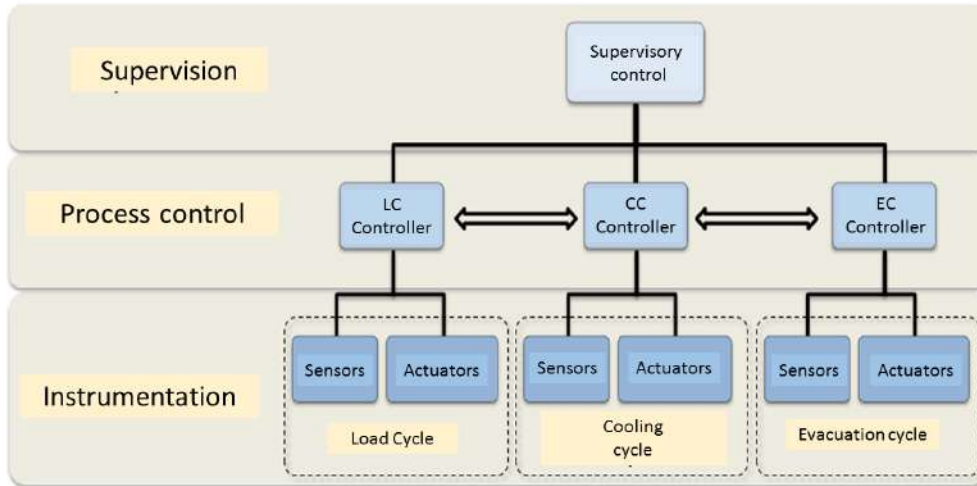 Supervision
Supervisory
control
Process control
LC
Controller
CC
Controller
EC
Controller
Instrumentation
Sensors
Actuators
Sensors
Actuators
Sensors
Actuators
Load Cycle
Cooling
cycle
Evacuation cycle